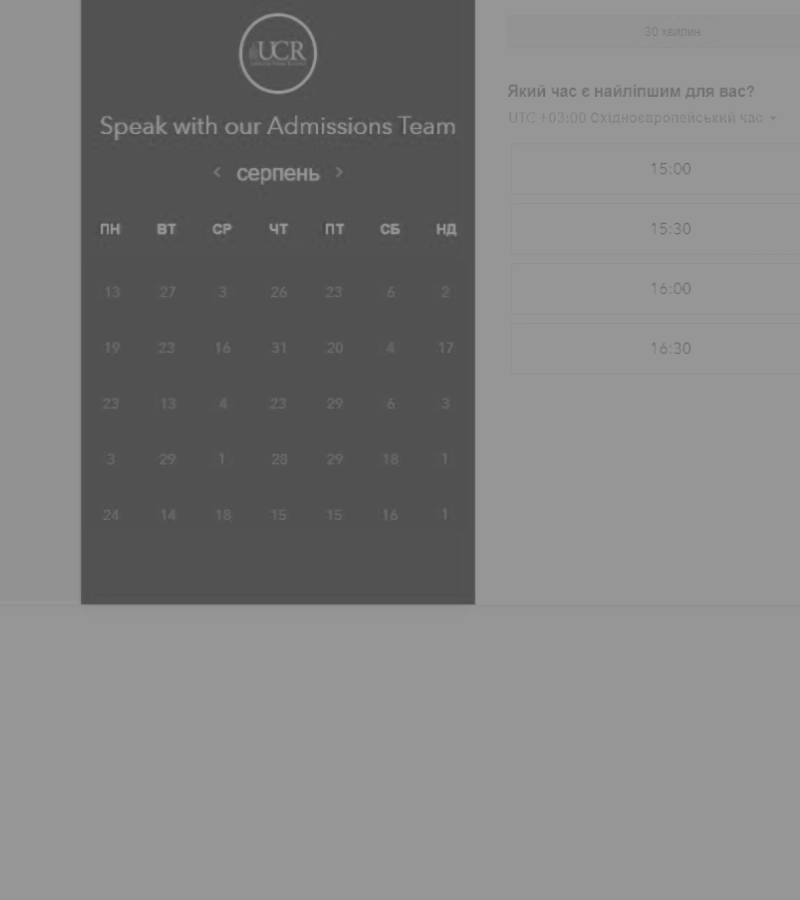 UCR
Speak with our Admissions Team
‹ серпень ›
ПН ВТ СР ЧТ ПТ СБ НД
13 27 3 26 23 6 2
19 23 16 31 20 4 17
23 13 4 23 29 6 3
3 29 1 28 29 18 1
24 14 18 15 15 16 1
30 хвилин
Який час є найліпшим для вас?
UTC +03:00 Східноєвропейський час
15:00
15:30
16:00
16:30